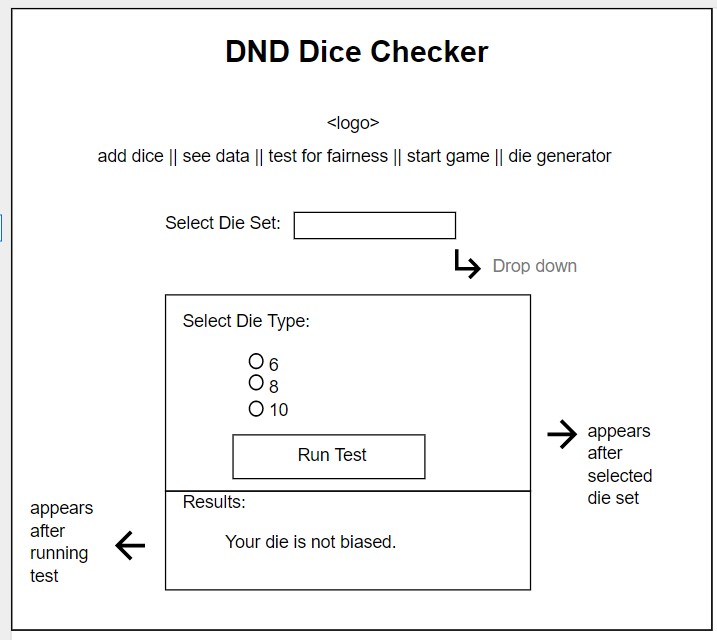 DND Dice Checker
<logo>
add dice || see data || test for fairness || start game || die generator
Select Die Set:
Drop down
Select Die Type:
6
8
10
Run Test
appears
after
selected
die set
Results:
Your die is not biased.
appears
after
running
test